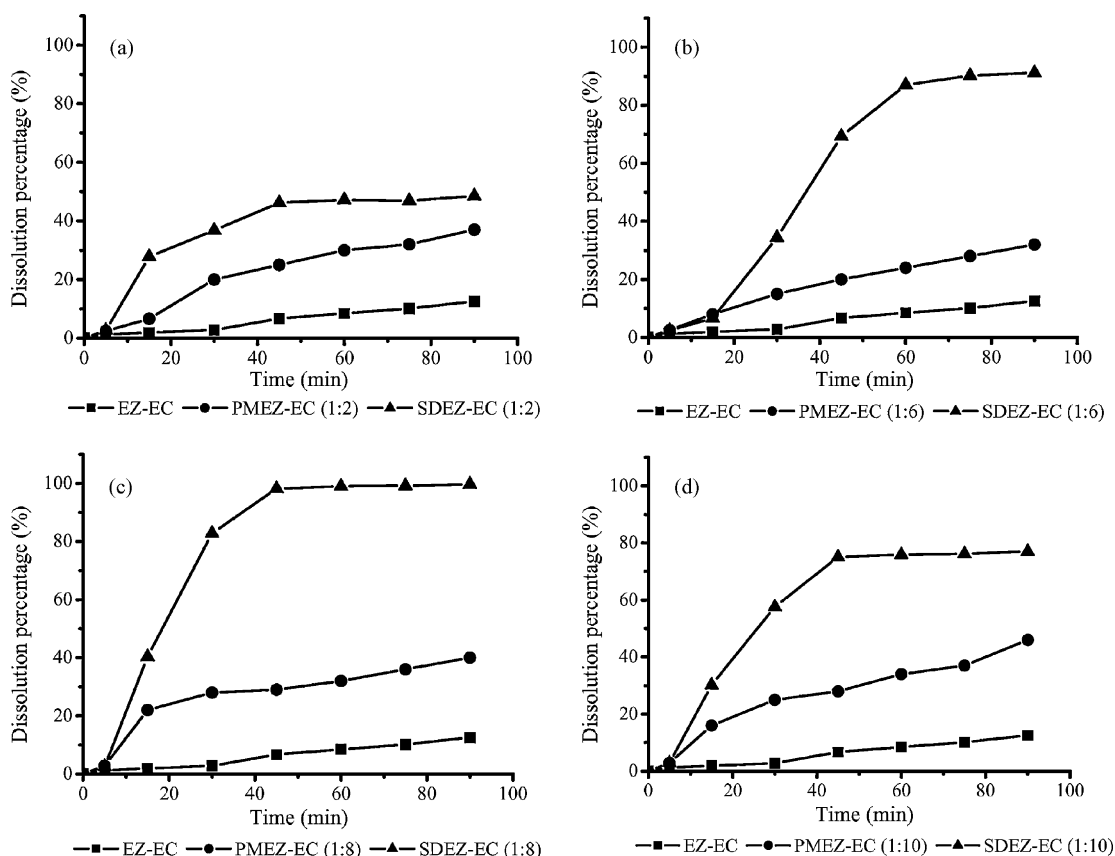 (a)
Dissolution percentage (%)
100
80
60
40
20
0
0 20 40 60 80 100
Time (min)
EZ-EC PMEZ-EC (1:2) SDEZ-EC (1:2)
(b)
Dissolution percentage (%)
100
80
60
40
20
0
0 20 40 60 80 100
Time (min)
EZ-EC PMEZ-EC (1:6) SDEZ-EC (1:6)
(c)
Dissolution percentage (%)
100
80
60
40
20
0
0 20 40 60 80 100
Time (min)
EZ-EC PMEZ-EC (1:8) SDEZ-EC (1:8)
(d)
Dissolution percentage (%)
100
80
60
40
20
0
0 20 40 60 80 100
Time (min)
EZ-EC PMEZ-EC (1:10) SDEZ-EC (1:10)